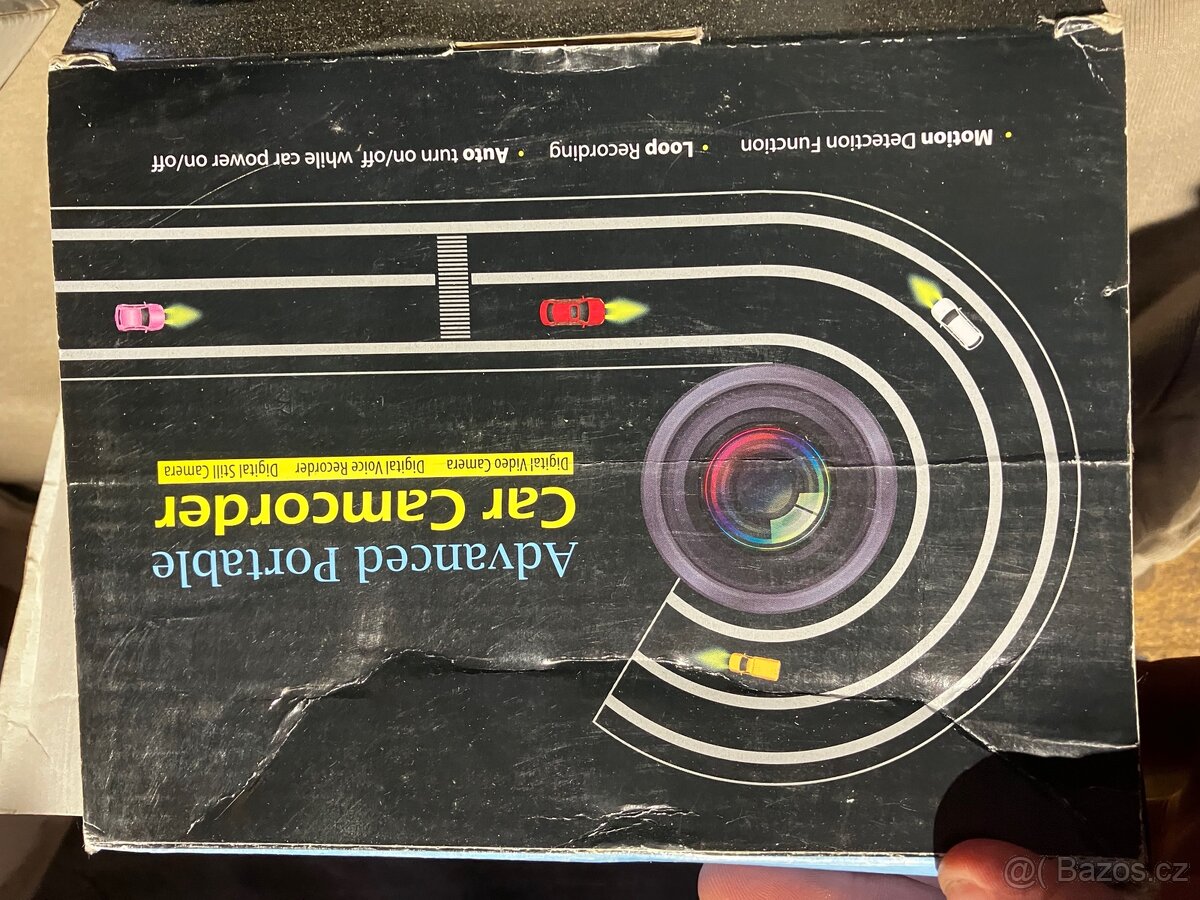 Advanced Portable
Car Camcorder
Digital Video Camera Digital Voice Recorder Digital Still Camera
• Motion Detection Function • Loop Recording • Auto turn on/off while car power on/off
@( Bazos.cz